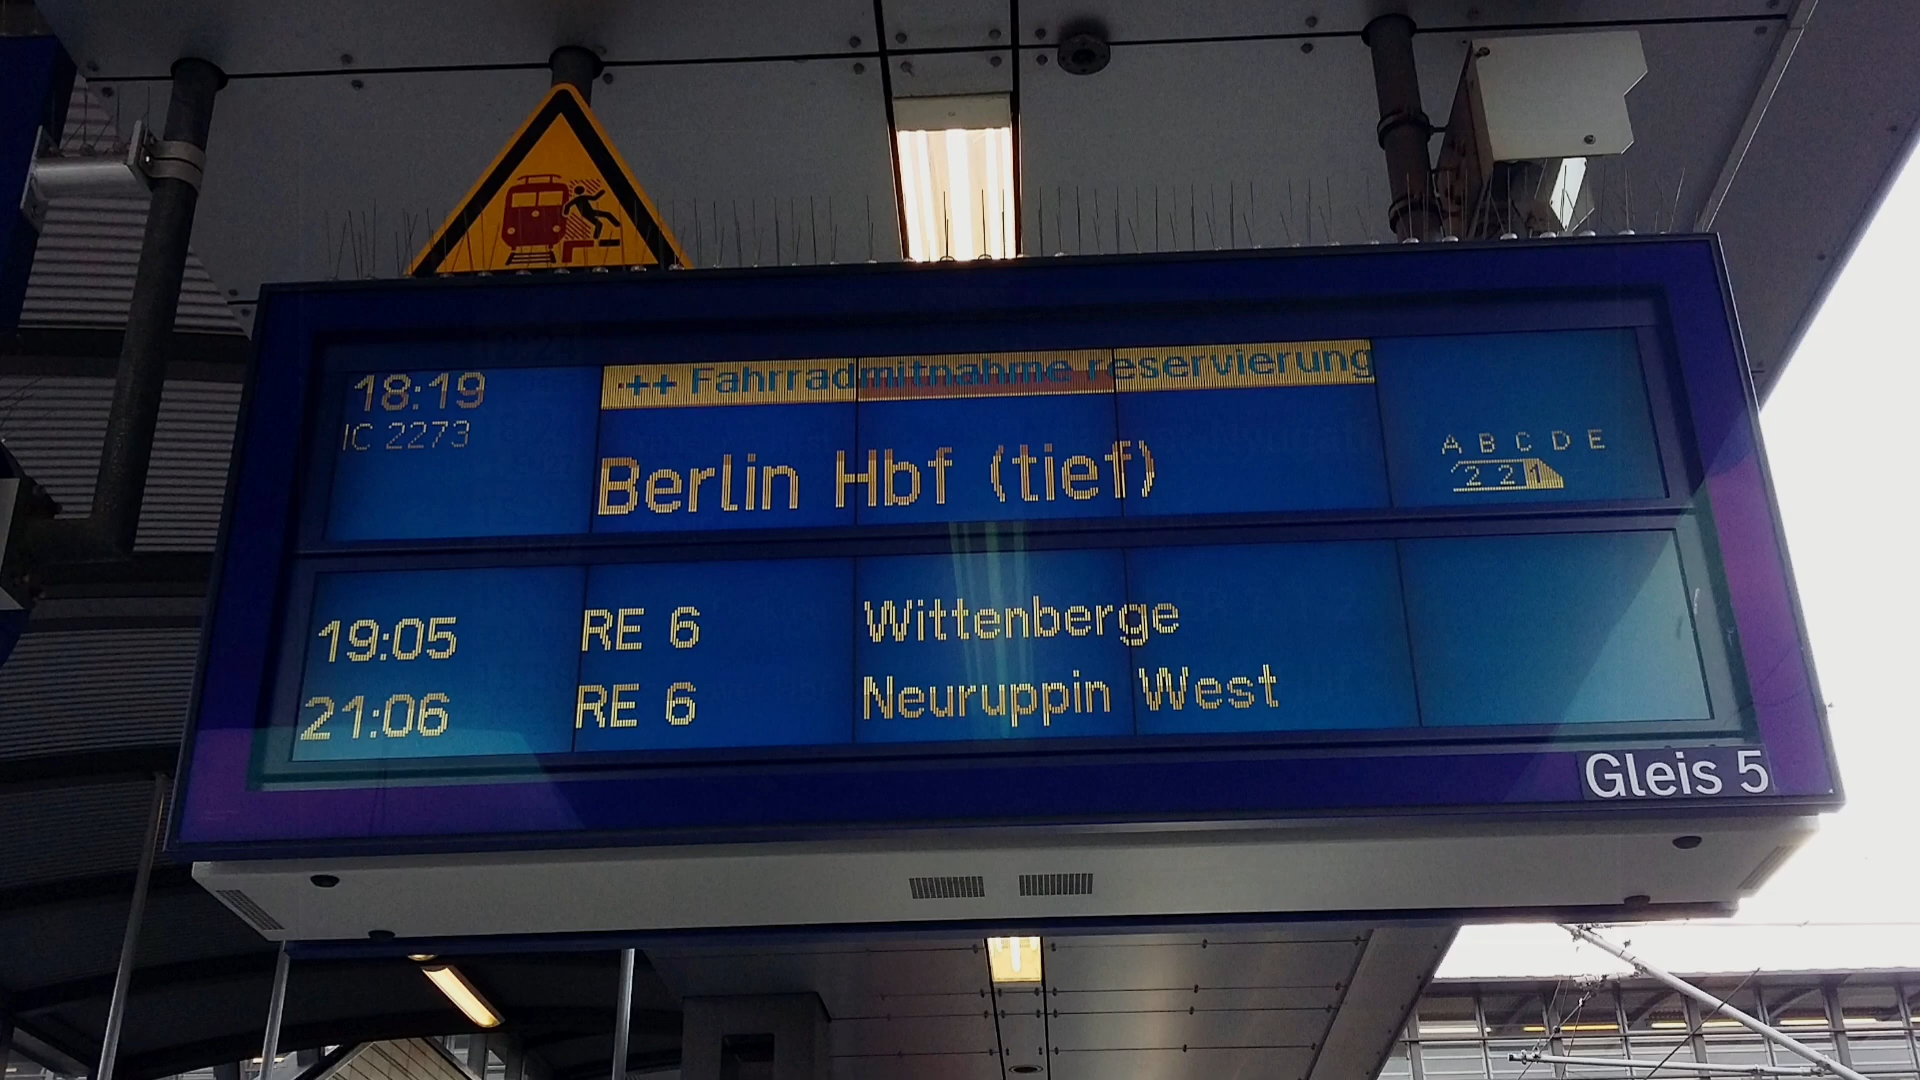 18:19
++ Fahrradmitnahme reservierung
IC 2273
Berlin Hbf (tief)
A B C D E
2 2 1
19:05 RE 6 Wittenberge
21:06 RE 6 Neuruppin West
Gleis 5